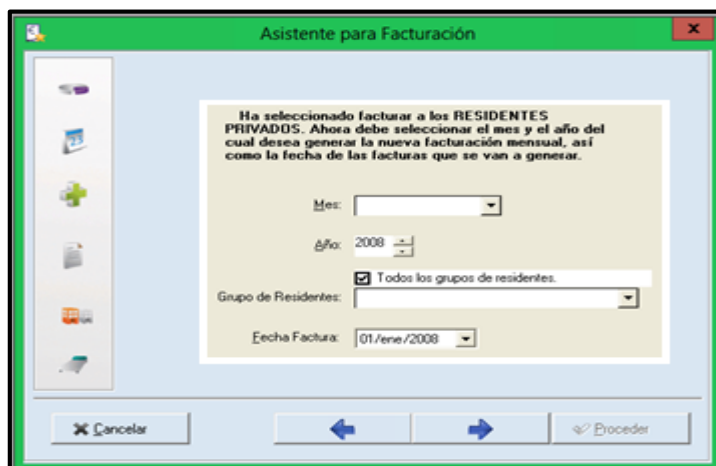 Asistente para Facturación
Ha seleccionado facturar a los RESIDENTES
PRIVADOS. Ahora debe seleccionar el mes y el año del
cual desea generar la nueva facturación mensual, así
como la fecha de las facturas que se van a generar.
Mes:
Año: 2008
Todos los grupos de residentes.
Grupo de Residentes:
Fecha Factura: 01/ene/2008
Cancelar
Proceder